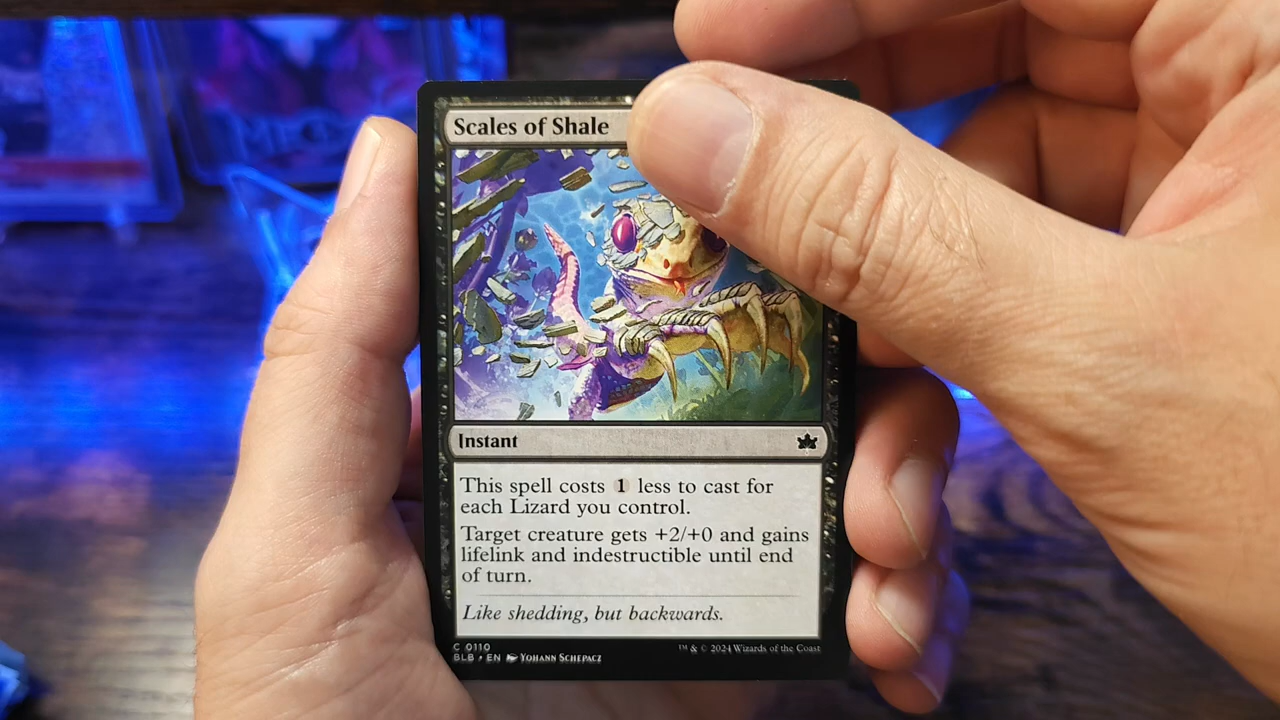 Scales of Shale
Instant
This spell costs 1 less to cast for
each Lizard you control.
Target creature gets +2/+0 and gains
lifelink and indestructible until end
of turn.
Like shedding, but backwards.
C 0110
BLB • EN Yohann Schepacz
™ & © 2024 Wizards of the Coast